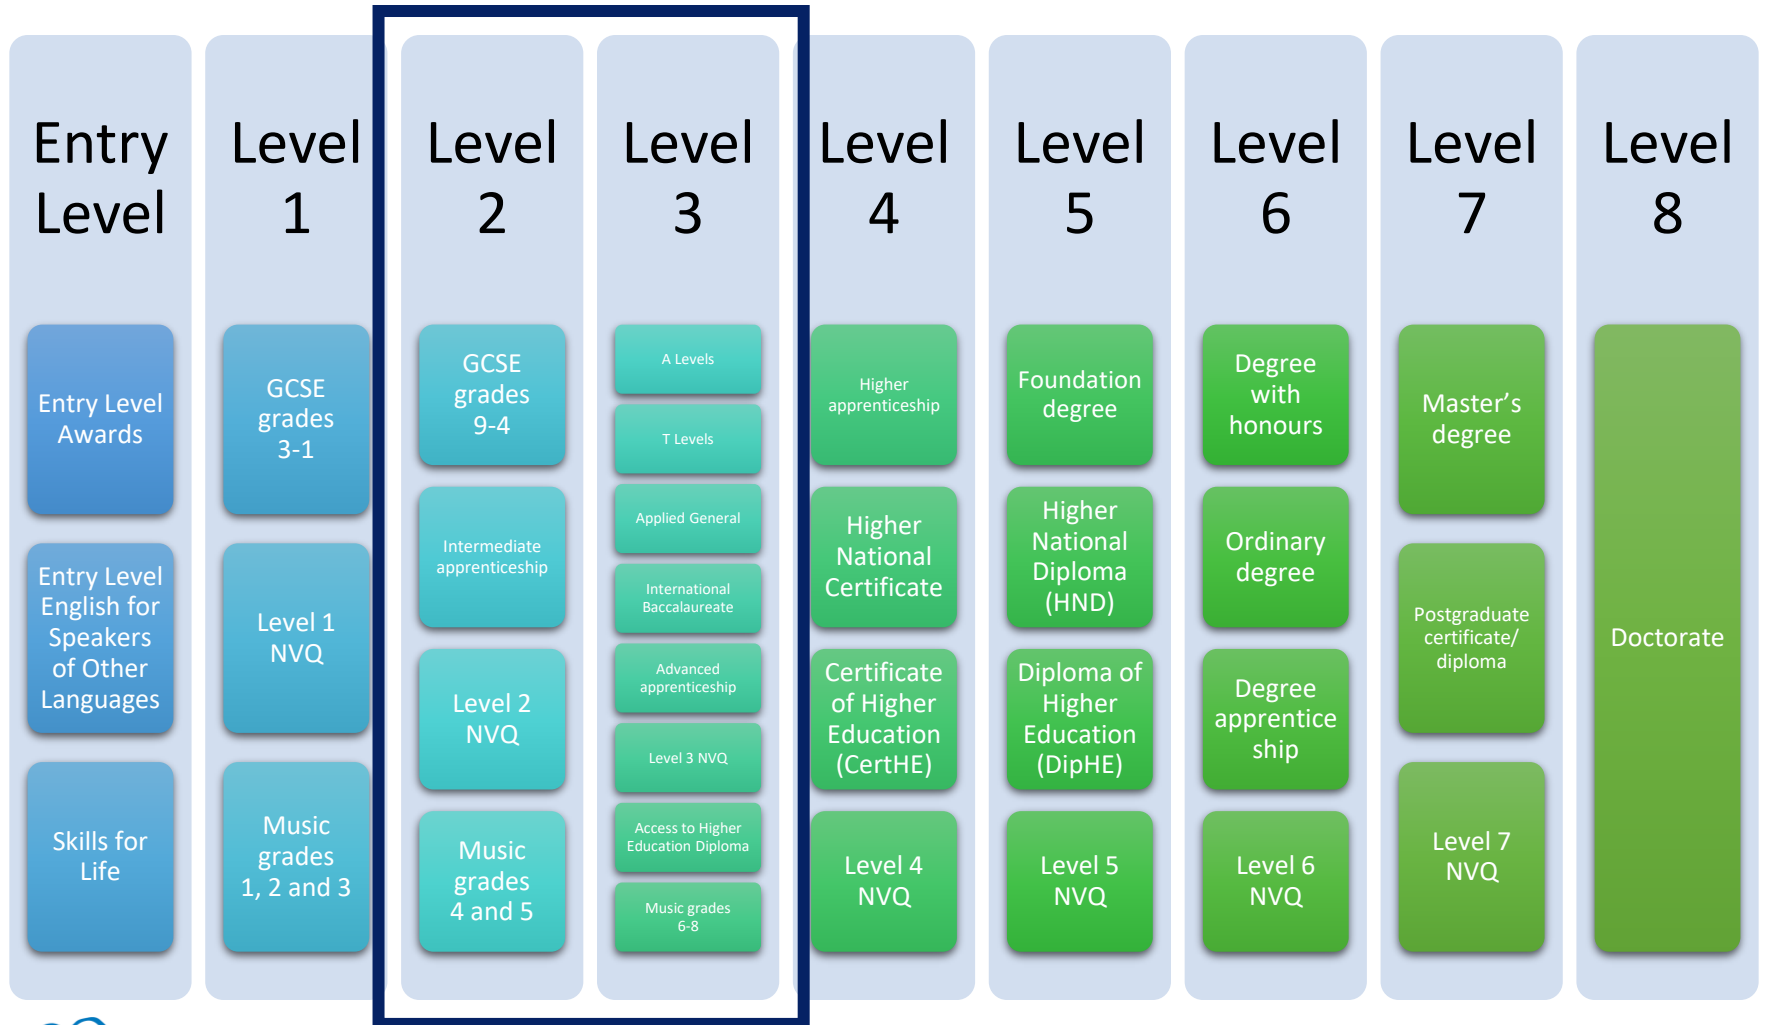 Entry
Level
Entry Level
Awards
Entry Level
English for
Speakers
of Other
Languages
Skills for
Life
Level
1
GCSE
grades
3-1
Level 1
NVQ
Music
grades
1, 2 and 3
Level
2
GCSE
grades
9-4
Intermediate
apprenticeship
Level 2
NVQ
Music
grades
4 and 5
Level
3
A Levels
T Levels
Applied General
International
Baccalaureate
Advanced
apprenticeship
Level 3 NVQ
Access to Higher
Education Diploma
Music grades
6-8
Level
4
Higher
apprenticeship
Higher
National
Certificate
Certificate
of Higher
Education
(CertHE)
Level 4
NVQ
Level
5
Foundation
degree
Higher
National
Diploma
(HND)
Diploma of
Higher
Education
(DipHE)
Level 5
NVQ
Level
6
Degree
with
honours
Ordinary
degree
Degree
apprentice
ship
Level 6
NVQ
Level
7
Master's
degree
Postgraduate
certificate/
diploma
Level 7
NVQ
Level
8
Doctorate